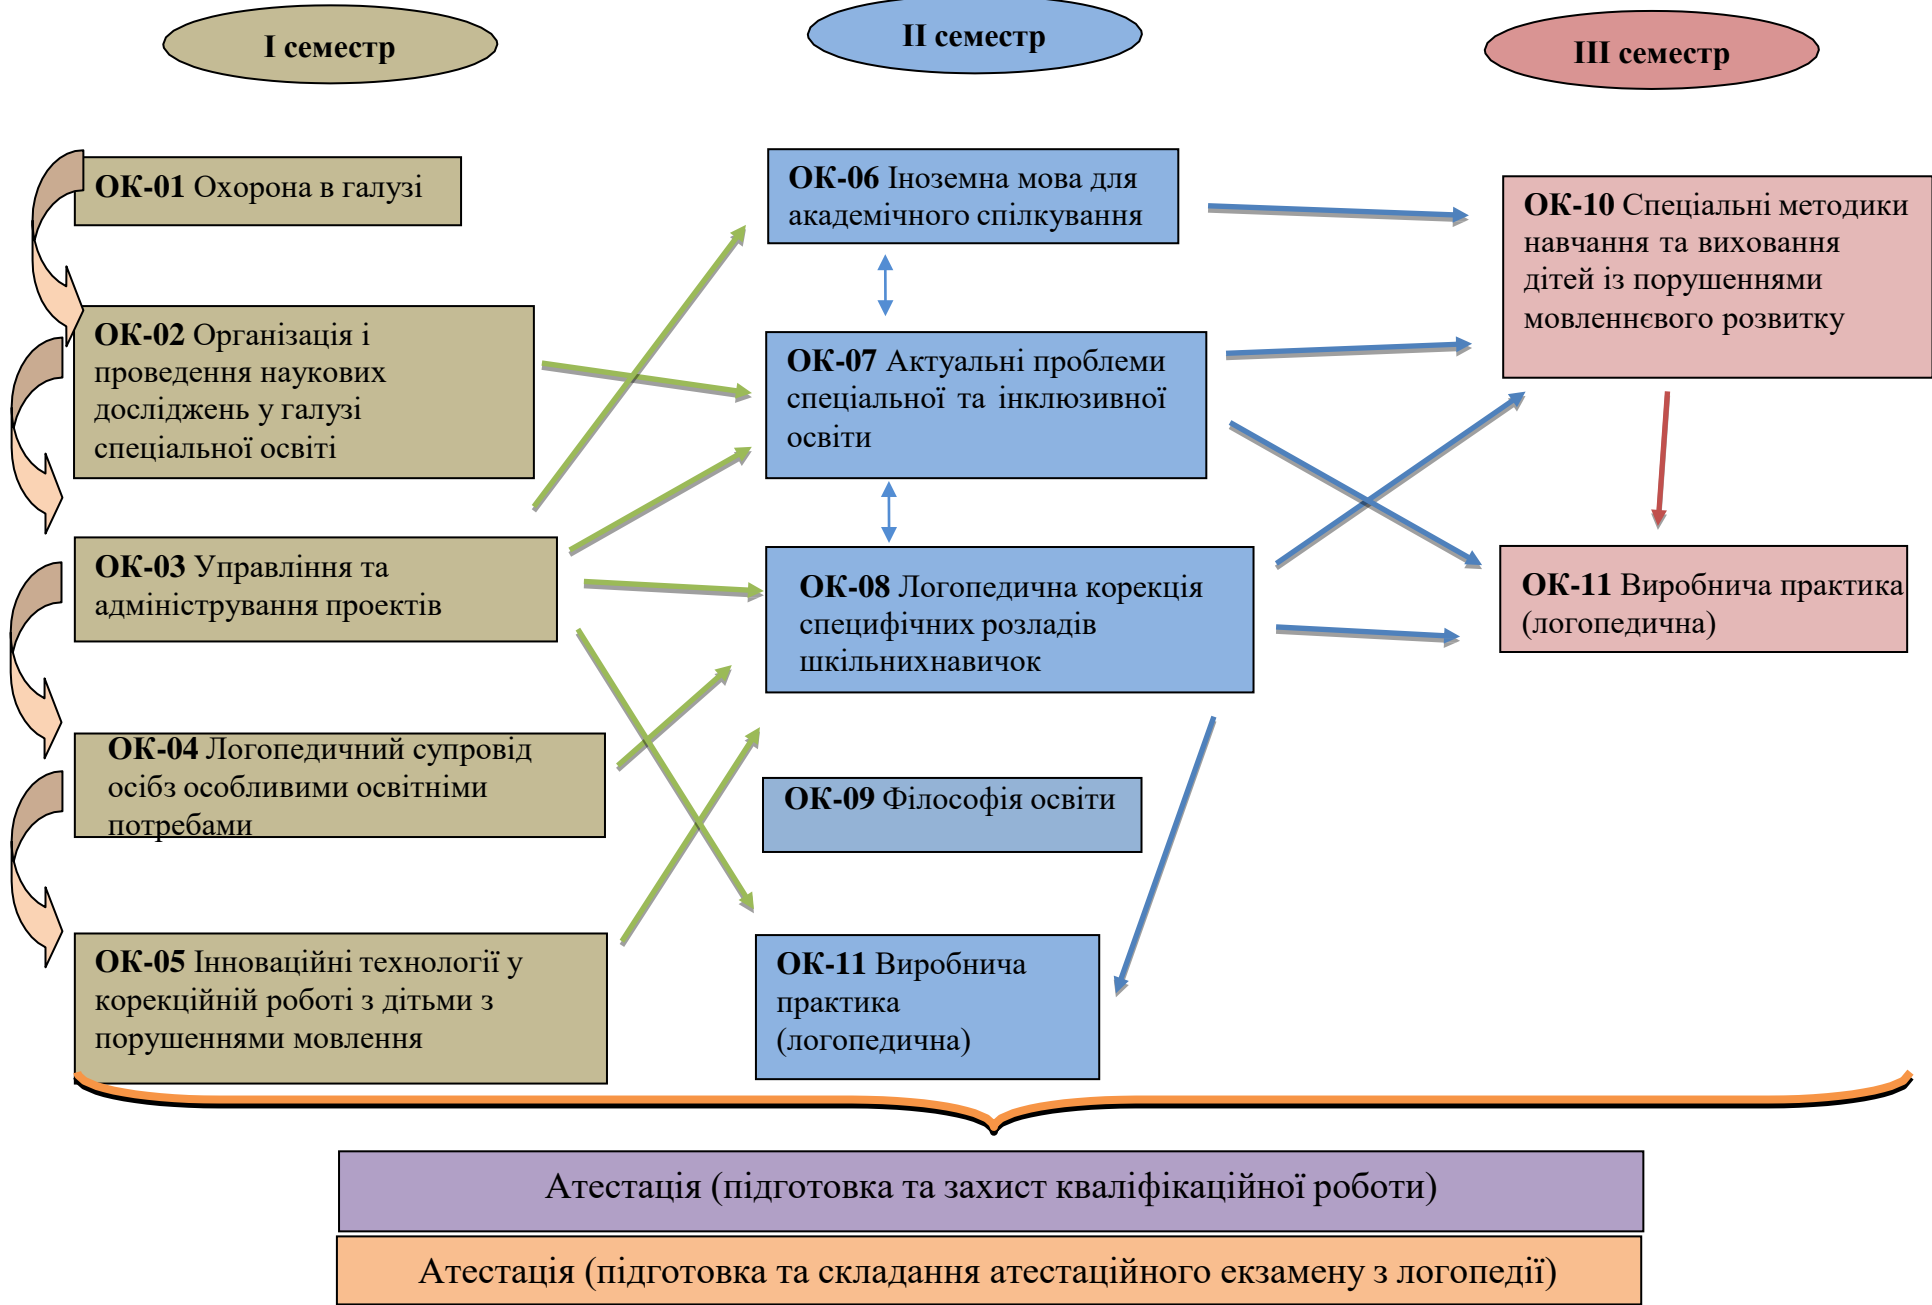 I семестр
II семестр
III семестр
ОК-01 Охорона в галузі
ОК-02 Організація і
проведення наукових
досліджень у галузі
спеціальної освіті
ОК-03 Управління та
адміністрування проектів
ОК-04 Логопедичний супровід
осібз особливими освітніми
потребами
ОК-05 Інноваційні технології у
корекційній роботі з дітьми з
порушеннями мовлення
ОК-06 Іноземна мова для
академічного спілкування
ОК-07 Актуальні проблеми
спеціальної та інклюзивної
освіти
ОК-08 Логопедична корекція
специфічних розладів
шкільнихнавичок
ОК-09 Філософія освіти
ОК-11 Виробнича
практика
(логопедична)
ОК-10 Спеціальні методики
навчання та виховання
дітей із порушеннями
мовленнєвого розвитку
ОК-11 Виробнича практика
(логопедична)
Атестація (підготовка та захист кваліфікаційної роботи)
Атестація (підготовка та складання атестаційного екзамену з логопедії)